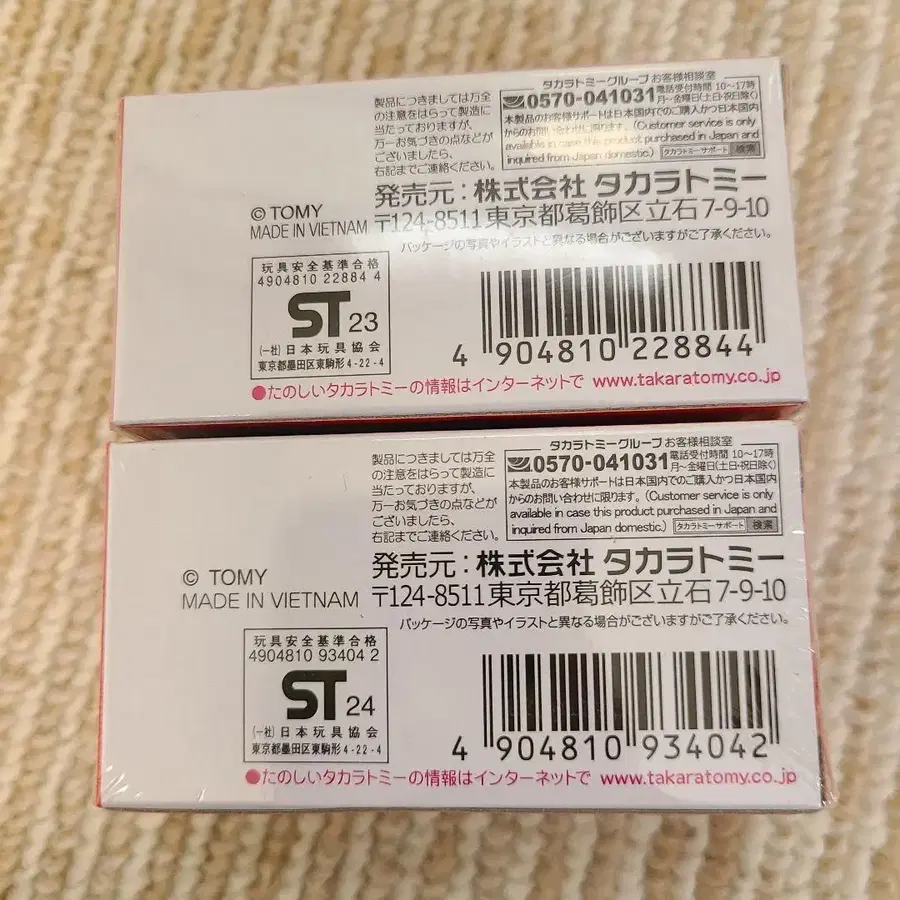 製品につきましては万全
の注意をはらって製造に
当たっておりますが、
万一お気づきの点などが
ございましたら、
右記までご連絡ください。
タカラトミーグループ お客様相談室
0570-041031 電話受付時間 10~17時
月~金曜日(土・日・祝日除く)
本製品のお客様サポートは日本国内でのご購入かつ日本国内
からのお問い合わせに限ります。(Customer service is only
available in case this product purchased in Japan and
inquired from Japan domestic.) タカラトミーサポート 検索
発売元:株式会社 タカラトミー
〒124-8511東京都葛飾区立石7-9-10
パッケージの写真やイラストと異なる場合がございますがご了承ください。
© TOMY
MADE IN VIETNAM
玩具安全基準合格
4904810 22884 4
ST 23
(一社)日本玩具協会
東京都墨田区東駒形4-22-4
4 904810 228844
●たのしいタカラトミーの情報はインターネットで www.takaratomy.co.jp
製品につきましては万全
の注意をはらって製造に
当たっておりますが、
万一お気づきの点などが
ございましたら、
右記までご連絡ください。
タカラトミーグループ お客様相談室
0570-041031 電話受付時間 10~17時
月~金曜日(土・日・祝日除く)
本製品のお客様サポートは日本国内でのご購入かつ日本国内
からのお問い合わせに限ります。(Customer service is only
available in case this product purchased in Japan and
inquired from Japan domestic.) タカラトミーサポート 検索
発売元:株式会社 タカラトミー
〒124-8511東京都葛飾区立石7-9-10
パッケージの写真やイラストと異なる場合がございますがご了承ください。
© TOMY
MADE IN VIETNAM
玩具安全基準合格
4904810 93404 2
ST 24
(一社)日本玩具協会
東京都墨田区東駒形4-22-4
4 904810 934042
●たのしいタカラトミーの情報はインターネットで www.takaratomy.co.jp